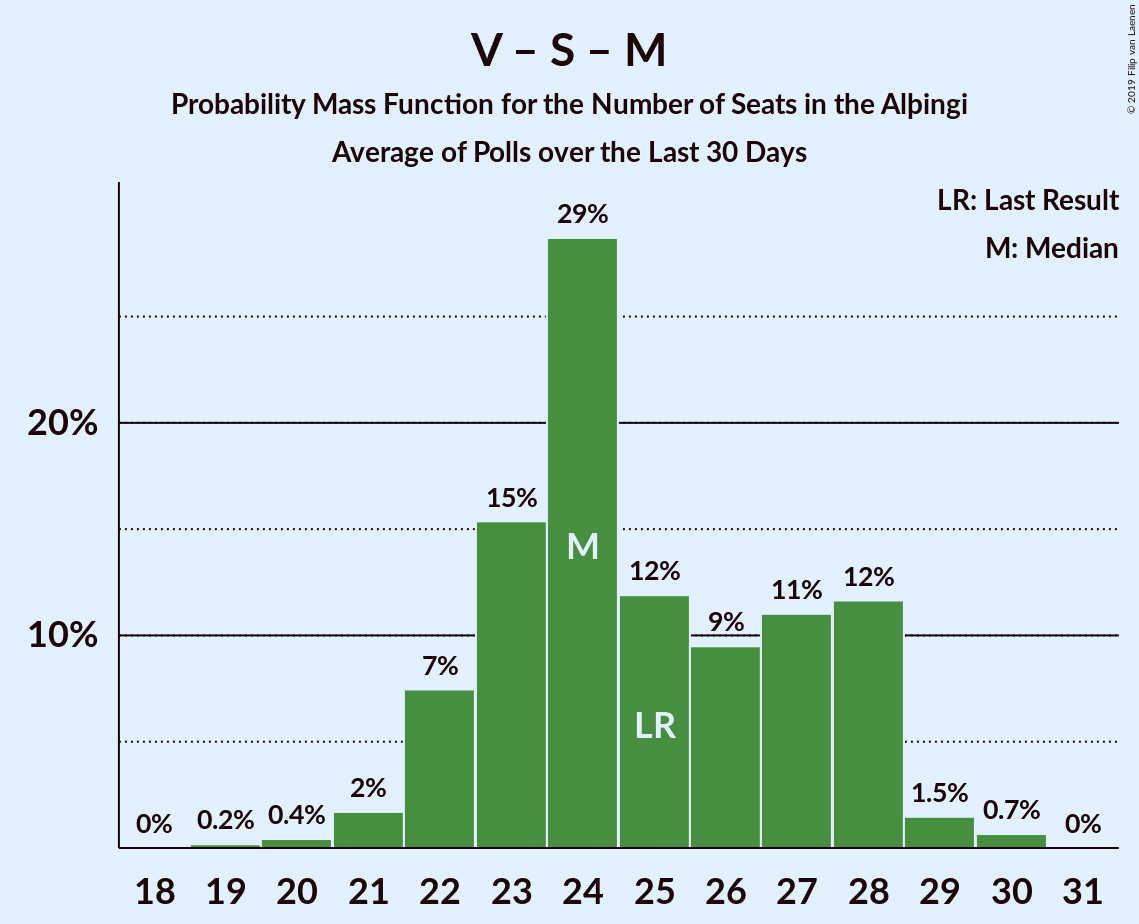 V – S – M
Probability Mass Function for the Number of Seats in the Alþingi
Average of Polls over the Last 30 Days
© 2019 Filip van Laenen
LR: Last Result
M: Median
29%
20%
15%
M
12%
12%
11%
9%
10%
7%
LR
2%
1.5%
0.7%
0.4%
0.2%
0%
0%
18 19 20 21 22 23 24 25 26 27 28 29 30 31